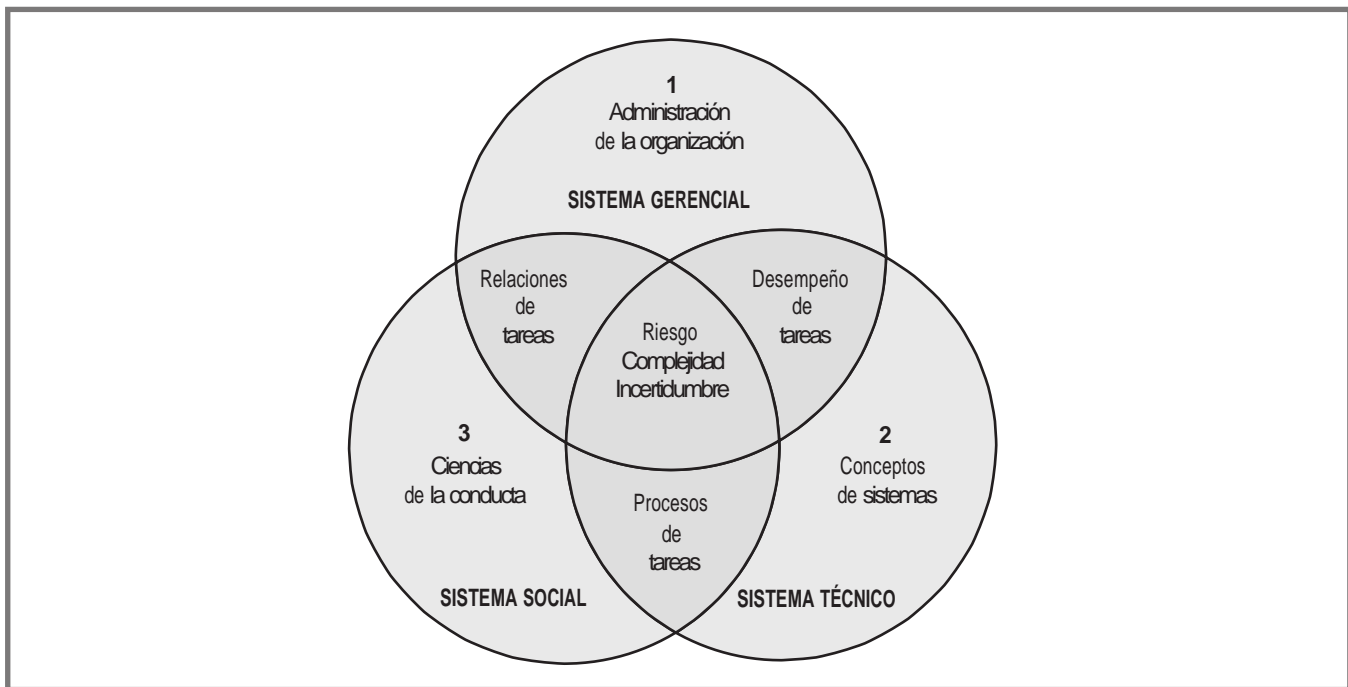 1
Administración
de la organización
SISTEMA GERENCIAL
Relaciones
de
tareas
Desempeño
de
tareas
Riesgo
Complejidad
Incertidumbre
3
Ciencias
de la conducta
2
Conceptos
de sistemas
Procesos
de
tareas
SISTEMA SOCIAL
SISTEMA TÉCNICO